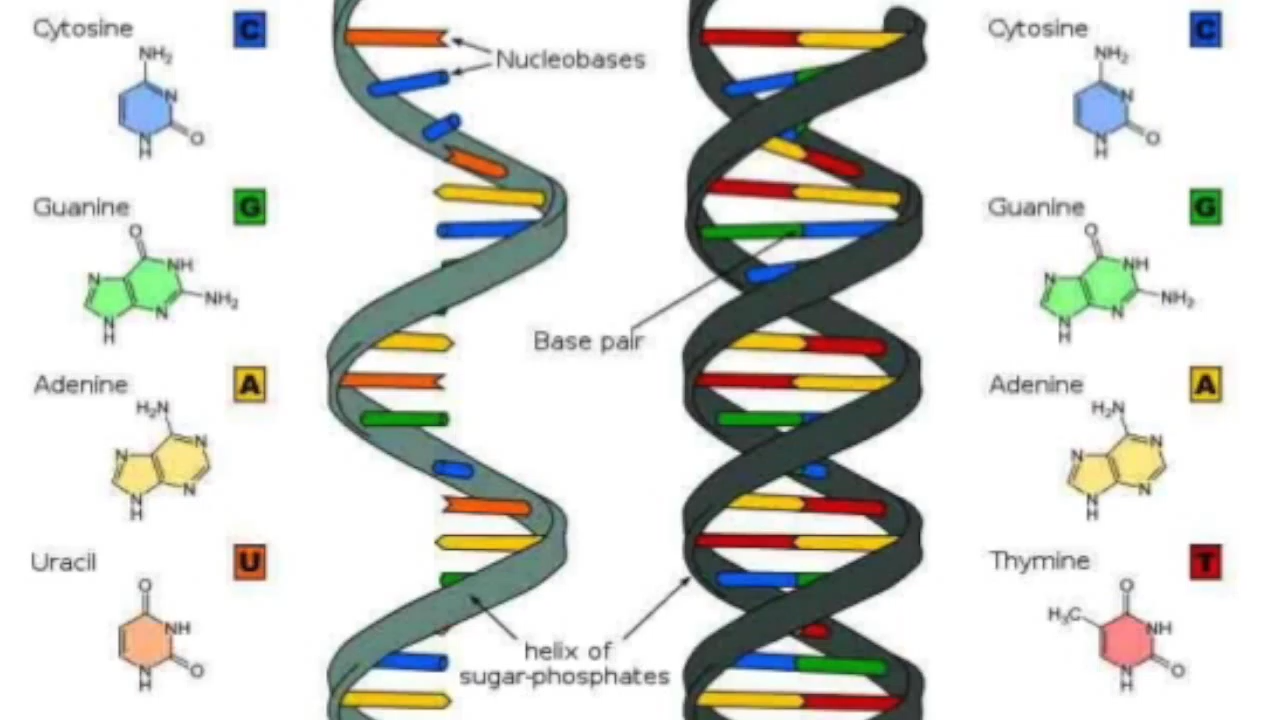 Cytosine C
NH₂
N
N
H
O
Guanine G
O
N
NH
N
H
N
NH₂
Adenine A
H₂N
N
N
N
H
N
Uracil U
O
NH
N
H
O
Nucleobases
Base pair
helix of
sugar-phosphates
Cytosine C
NH₂
N
N
H
O
Guanine G
O
N
NH
N
H
N
NH₂
Adenine A
H₂N
N
N
N
H
N
Thymine T
O
H₃C
NH
N
H
O